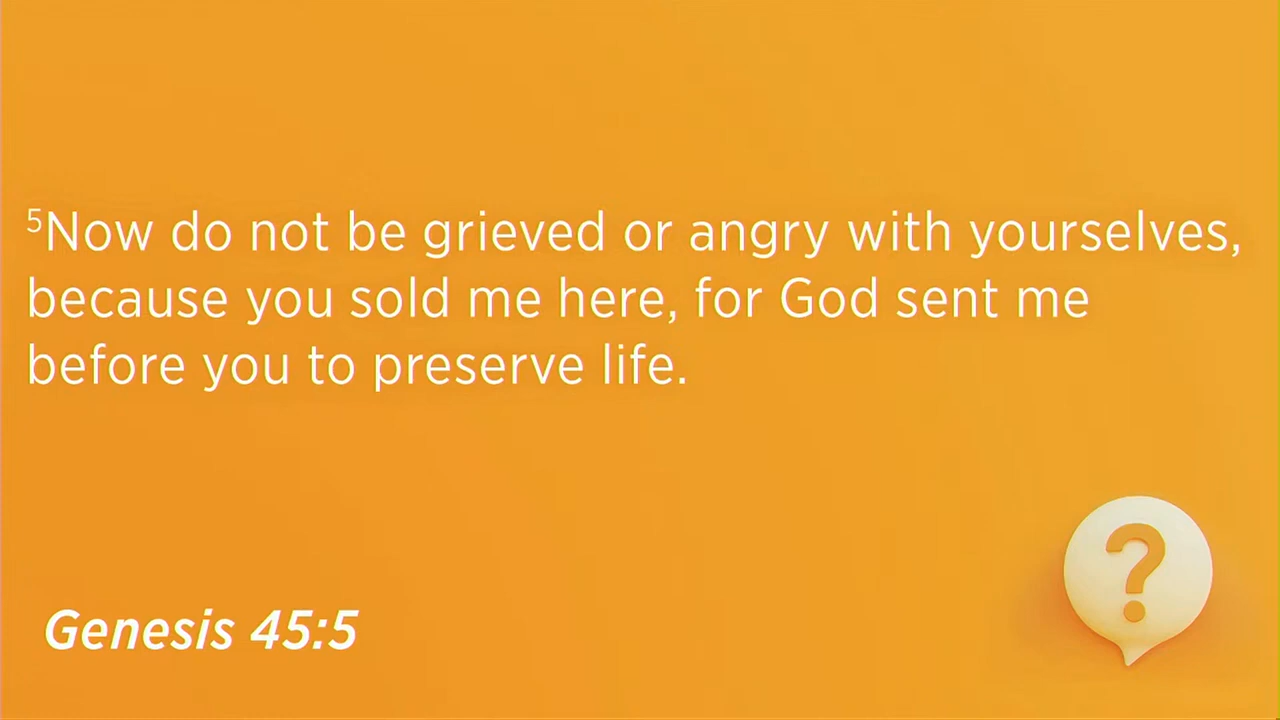 5Now do not be grieved or angry with yourselves,
because you sold me here, for God sent me
before you to preserve life.
Genesis 45:5
?